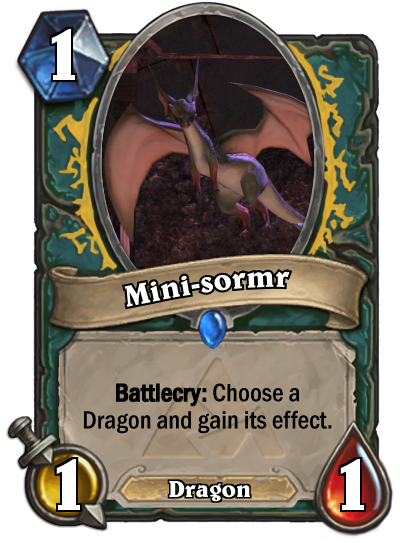 1
Mini-sormr
Battlecry: Choose a
Dragon and gain its effect.
1
Dragon
1